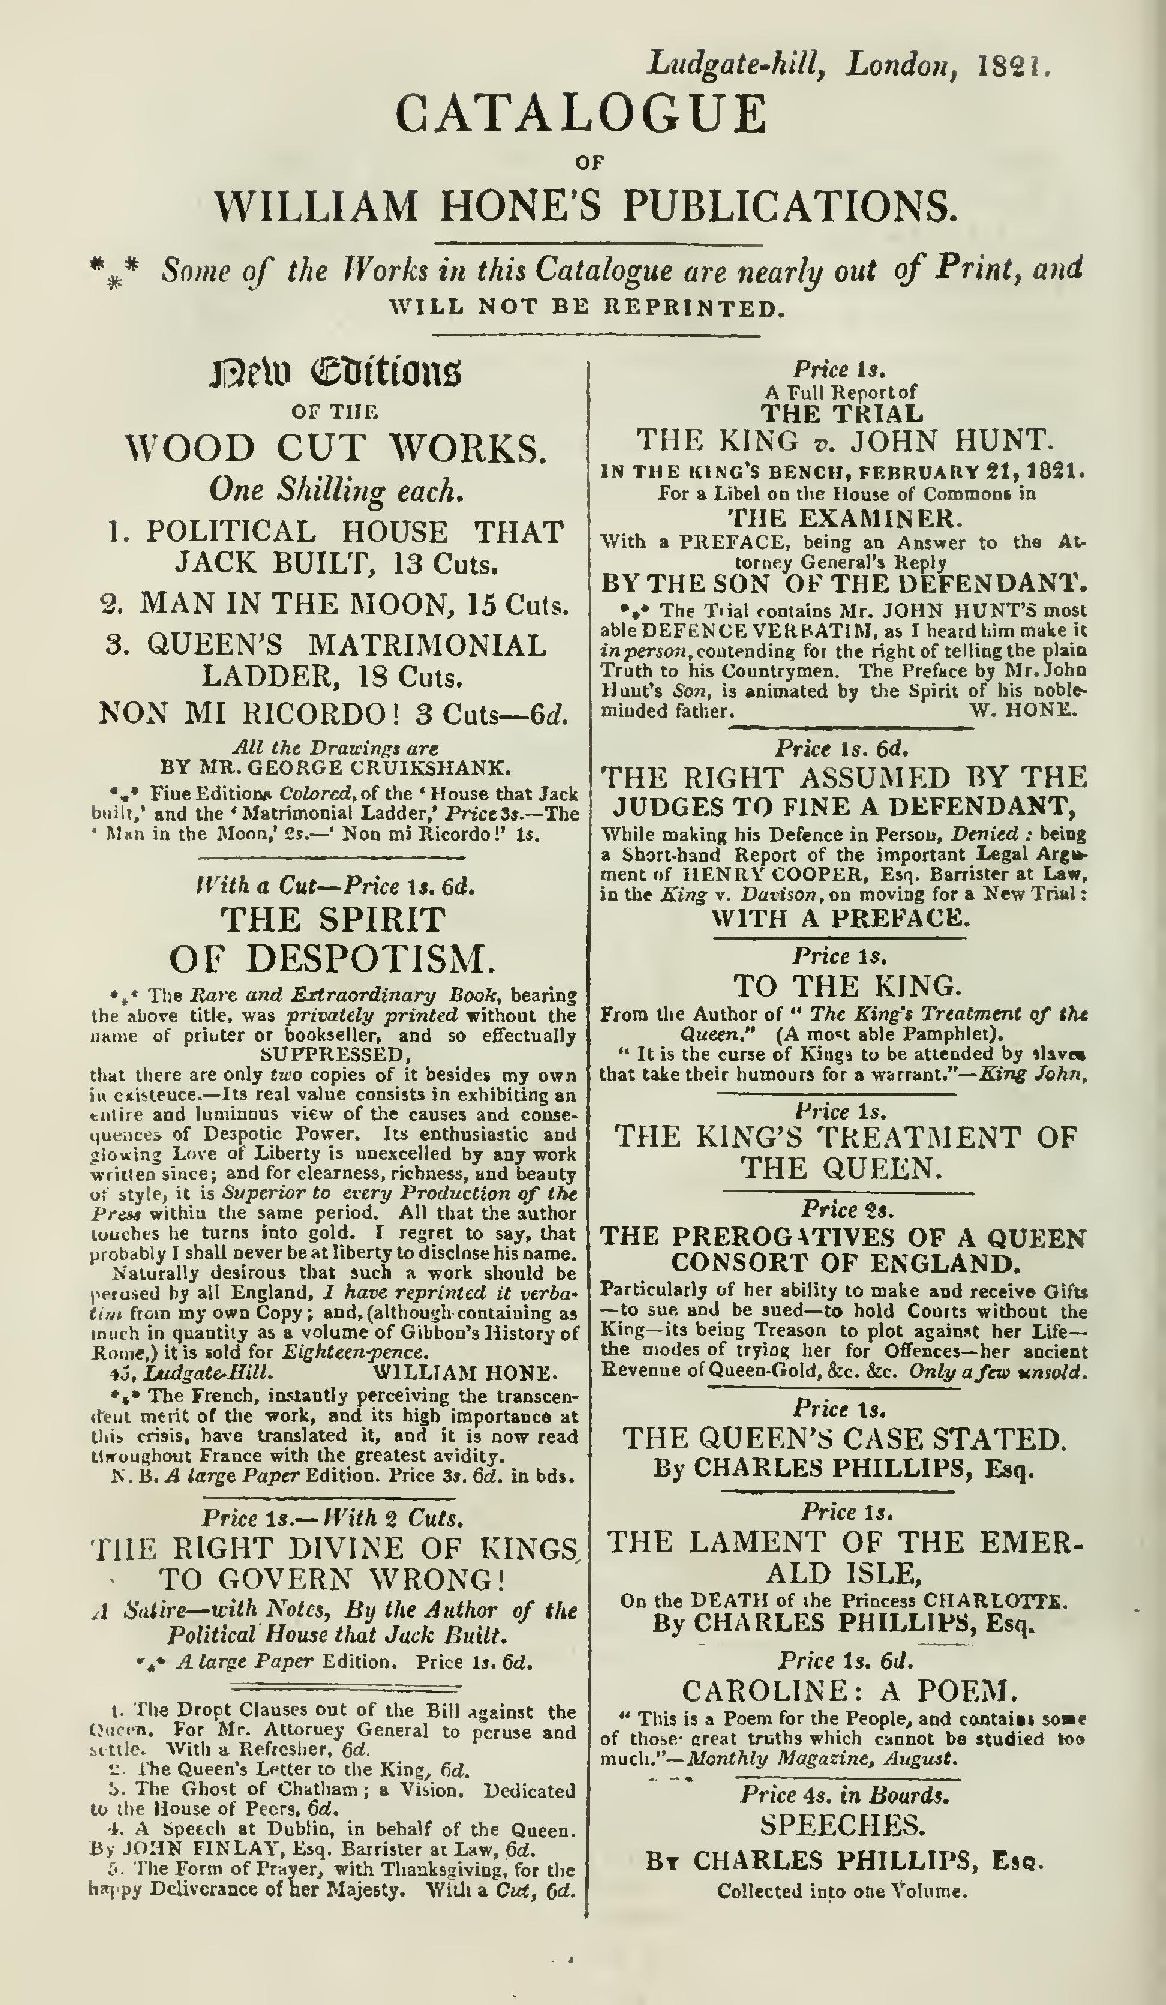 Ludgate-hill, London, 1821.
CATALOGUE
OF
WILLIAM HONE'S PUBLICATIONS.
*⁎* Some of the Works in this Catalogue are nearly out of Print, and
WILL NOT BE REPRINTED.
New Editions
OF THE
WOOD CUT WORKS.
One Shilling each.
1. POLITICAL HOUSE THAT
JACK BUILT, 13 Cuts.
2. MAN IN THE MOON, 15 Cuts.
3. QUEEN'S MATRIMONIAL
LADDER, 18 Cuts.
NON MI RICORDO! 3 Cuts—6d.
All the Drawings are
BY MR. GEORGE CRUIKSHANK.
*⁎* Fine Editions Colored, of the ' House that Jack
built,' and the ' Matrimonial Ladder,' Price 3s.—The
' Man in the Moon,' 2s.—' Non mi Ricordo!' 1s.
With a Cut—Price 1s. 6d.
THE SPIRIT
OF DESPOTISM.
*⁎* The Rare and Extraordinary Book, bearing
the above title, was privately printed without the
name of printer or bookseller, and so effectually
SUPPRESSED,
that there are only two copies of it besides my own
in existence.—Its real value consists in exhibiting an
entire and luminous view of the causes and conse-
quences of Despotic Power. Its enthusiastic and
glowing Love of Liberty is unexcelled by any work
written since; and for clearness, richness, and beauty
of style, it is Superior to every Production of the
Press within the same period. All that the author
touches he turns into gold. I regret to say, that
probably I shall never be at liberty to disclose his name.
Naturally desirous that such a work should be
perused by all England, I have reprinted it verba-
tim from my own Copy; and, (although containing as
much in quantity as a volume of Gibbon's History of
Rome,) it is sold for Eighteen-pence.
45, Ludgate-Hill. WILLIAM HONE.
*⁎* The French, instantly perceiving the transcen-
dent merit of the work, and its high importance at
this crisis, have translated it, and it is now read
throughout France with the greatest avidity.
N. B. A large Paper Edition. Price 3s. 6d. in bds.
Price 1s.—With 2 Cuts.
THE RIGHT DIVINE OF KINGS
TO GOVERN WRONG!
A Satire—with Notes, By the Author of the
Political House that Jack Built.
*⁎* A large Paper Edition. Price 1s. 6d.
1. The Dropt Clauses out of the Bill against the
Queen. For Mr. Attorney General to peruse and
settle. With a Refresher, 6d.
2. The Queen's Letter to the King, 6d.
3. The Ghost of Chatham; a Vision. Dedicated
to the House of Peers, 6d.
4. A Speech at Dublin, in behalf of the Queen.
By JOHN FINLAY, Esq. Barrister at Law, 6d.
5. The Form of Prayer, with Thanksgiving, for the
happy Deliverance of her Majesty. With a Cut, 6d.
Price 1s.
A Full Report of
THE TRIAL
THE KING v. JOHN HUNT.
IN THE KING'S BENCH, FEBRUARY 21, 1821.
For a Libel on the House of Commons in
THE EXAMINER.
With a PREFACE, being an Answer to the At-
torney General's Reply
BY THE SON OF THE DEFENDANT.
*⁎* The Trial contains Mr. JOHN HUNT'S most
able DEFENCE VERBATIM, as I heard him make it
in person, contending for the right of telling the plain
Truth to his Countrymen. The Preface by Mr. John
Hunt's Son, is animated by the Spirit of his noble-
minded father. W. HONE.
Price 1s. 6d.
THE RIGHT ASSUMED BY THE
JUDGES TO FINE A DEFENDANT,
While making his Defence in Person, Denied: being
a Short-hand Report of the important Legal Argu-
ment of HENRY COOPER, Esq. Barrister at Law,
in the King v. Davison, on moving for a New Trial:
WITH A PREFACE.
Price 1s.
TO THE KING.
From the Author of " The King's Treatment of the
Queen." (A most able Pamphlet).
" It is the curse of Kings to be attended by slaves
that take their humours for a warrant."—King John,
Price 1s.
THE KING'S TREATMENT OF
THE QUEEN.
Price 2s.
THE PREROGATIVES OF A QUEEN
CONSORT OF ENGLAND.
Particularly of her ability to make and receive Gifts
—to sue and be sued—to hold Courts without the
King—its being Treason to plot against her Life—
the modes of trying her for Offences—her ancient
Revenue of Queen-Gold, &c. &c. Only a few unsold.
Price 1s.
THE QUEEN'S CASE STATED.
By CHARLES PHILLIPS, Esq.
Price 1s.
THE LAMENT OF THE EMER-
ALD ISLE,
On the DEATH of the Princess CHARLOTTE.
By CHARLES PHILLIPS, Esq.
Price 1s. 6d.
CAROLINE: A POEM.
" This is a Poem for the People, and contains some
of those great truths which cannot be studied too
much."—Monthly Magazine, August.
Price 4s. in Boards.
SPEECHES.
BY CHARLES PHILLIPS, ESQ.
Collected into one Volume.